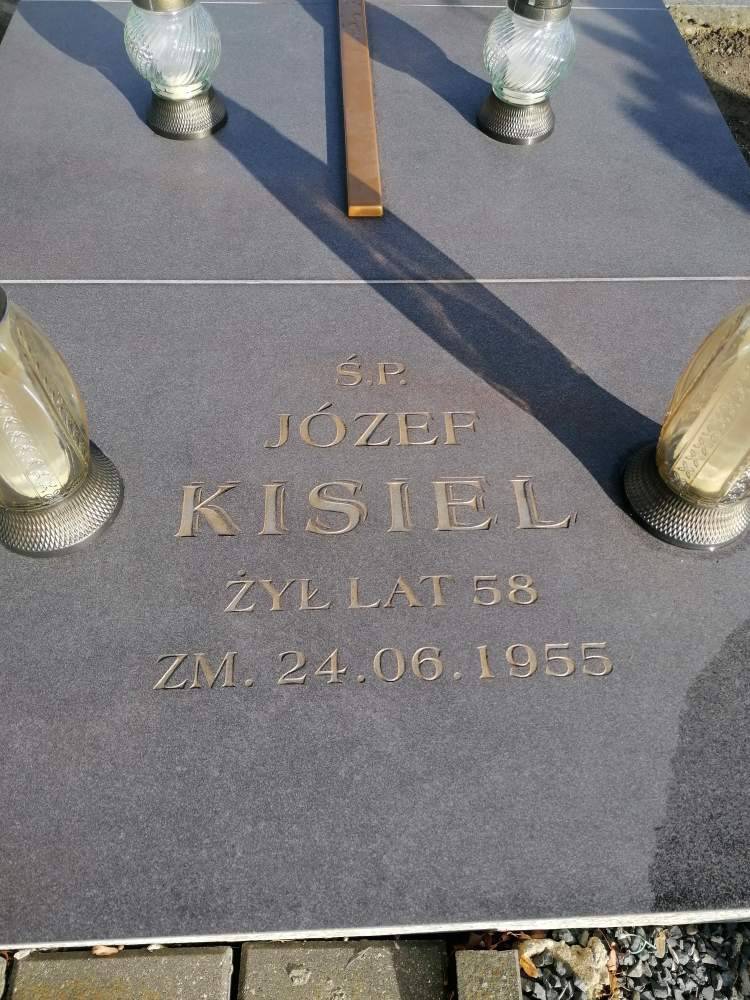 Ś.P.
JÓZEF
KISIEL
ŻYŁ LAT 58
ZM. 24.06.1955